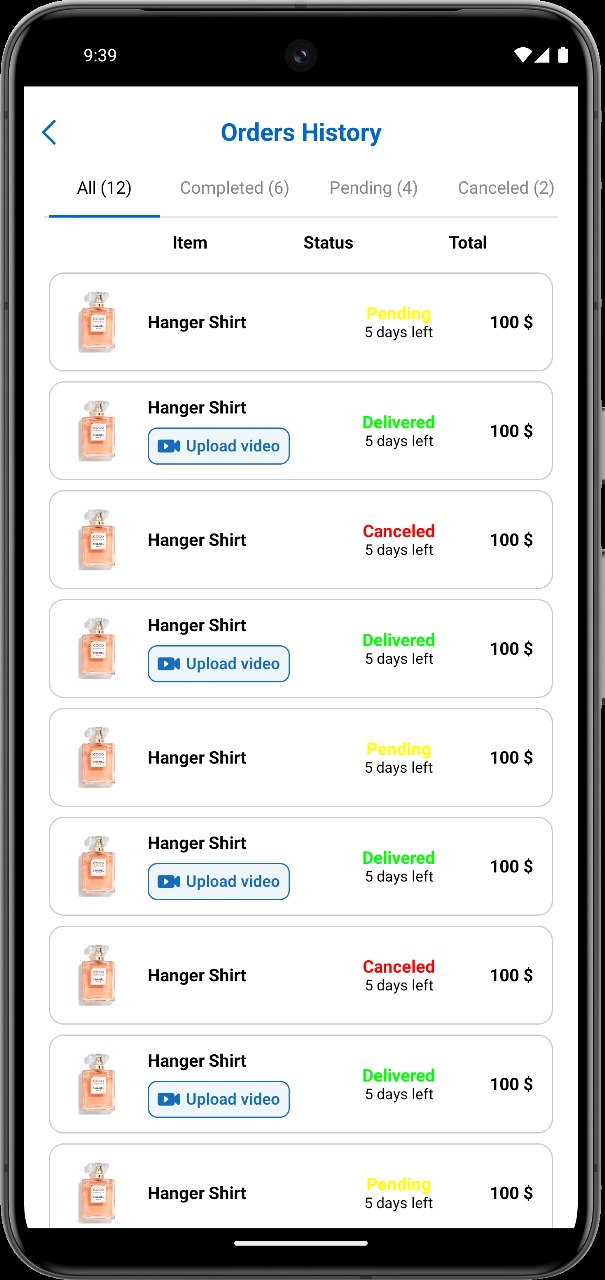 9:39
Orders History
All (12) Completed (6) Pending (4) Canceled (2)
Item Status Total
Hanger Shirt Pending 100 $
5 days left
Hanger Shirt Delivered 100 $
Upload video 5 days left
Hanger Shirt Canceled 100 $
5 days left
Hanger Shirt Delivered 100 $
Upload video 5 days left
Hanger Shirt Pending 100 $
5 days left
Hanger Shirt Delivered 100 $
Upload video 5 days left
Hanger Shirt Canceled 100 $
5 days left
Hanger Shirt Delivered 100 $
Upload video 5 days left
Hanger Shirt Pending 100 $
5 days left